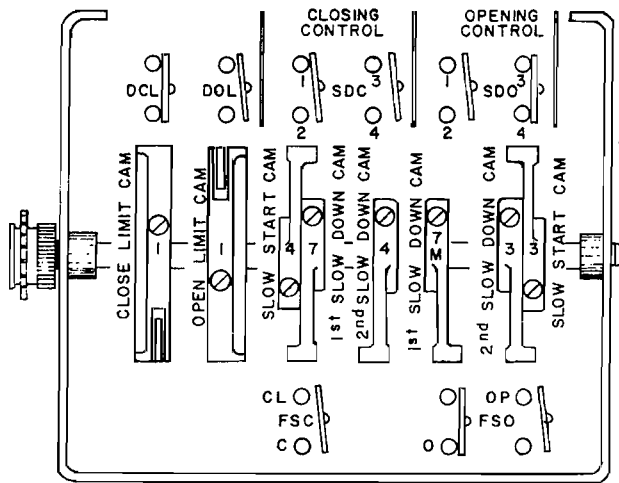 CLOSING CONTROL
OPENING CONTROL
DCL
DOL
1
3
SDC
2
4
1
3
SDO
2
4
CLOSE LIMIT CAM
1
OPEN LIMIT CAM
1
SLOW START CAM
4
7
1st SLOW DOWN CAM
2nd SLOW DOWN CAM
4
1st SLOW DOWN CAM
7
M
2nd SLOW DOWN CAM
3
3
SLOW START CAM
CL
FSC
C
O
OP
FSO